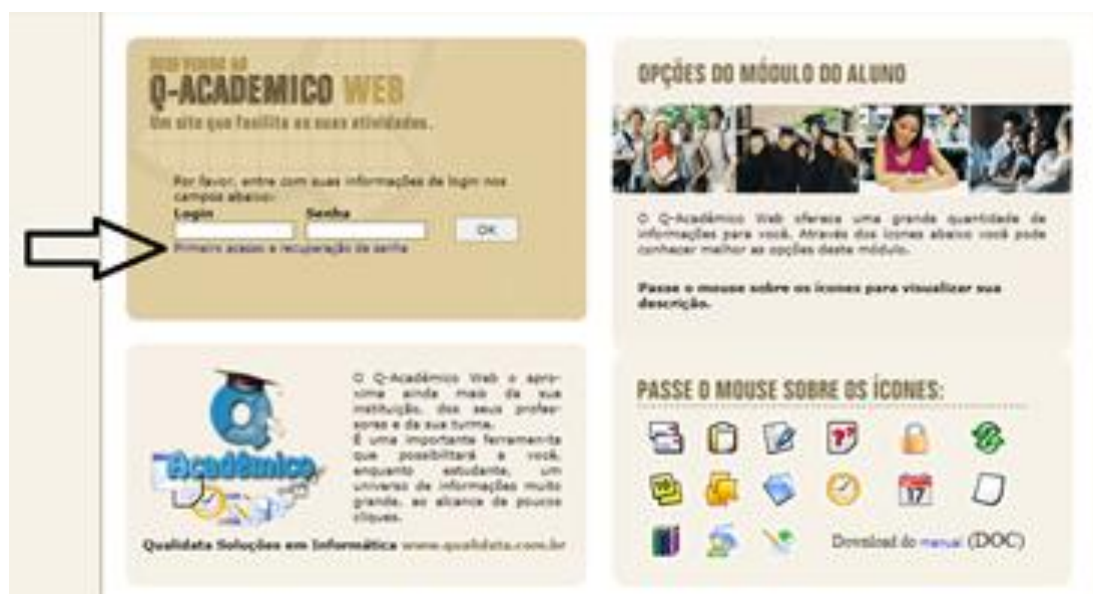 BEM VINDO AO
Q-ACADEMICO WEB
Um site que facilita as suas atividades.
Por favor, entre com suas informações de login nos
campos abaixo:
Login Senha
OK
Primeiro acesso e recuperação de senha
OPÇÕES DO MÓDULO DO ALUNO
O Q-Acadêmico Web oferece uma grande quantidade de
informações para você. Através dos ícones abaixo você pode
conhecer melhor as opções deste módulo.
Passe o mouse sobre os ícones para visualizar sua
descrição.
Q
Acadêmico
O Q-Acadêmico Web o apro-
xima ainda mais da sua
instituição, dos seus profes-
sores e da sua turma.
É uma importante ferramenta
que possibilitará a você,
enquanto estudante, um
universo de informações muito
grande, ao alcance de poucos
cliques.
Qualidata Soluções em Informática www.qualidata.com.br
PASSE O MOUSE SOBRE OS ÍCONES:
??
17
Download do manual (DOC)